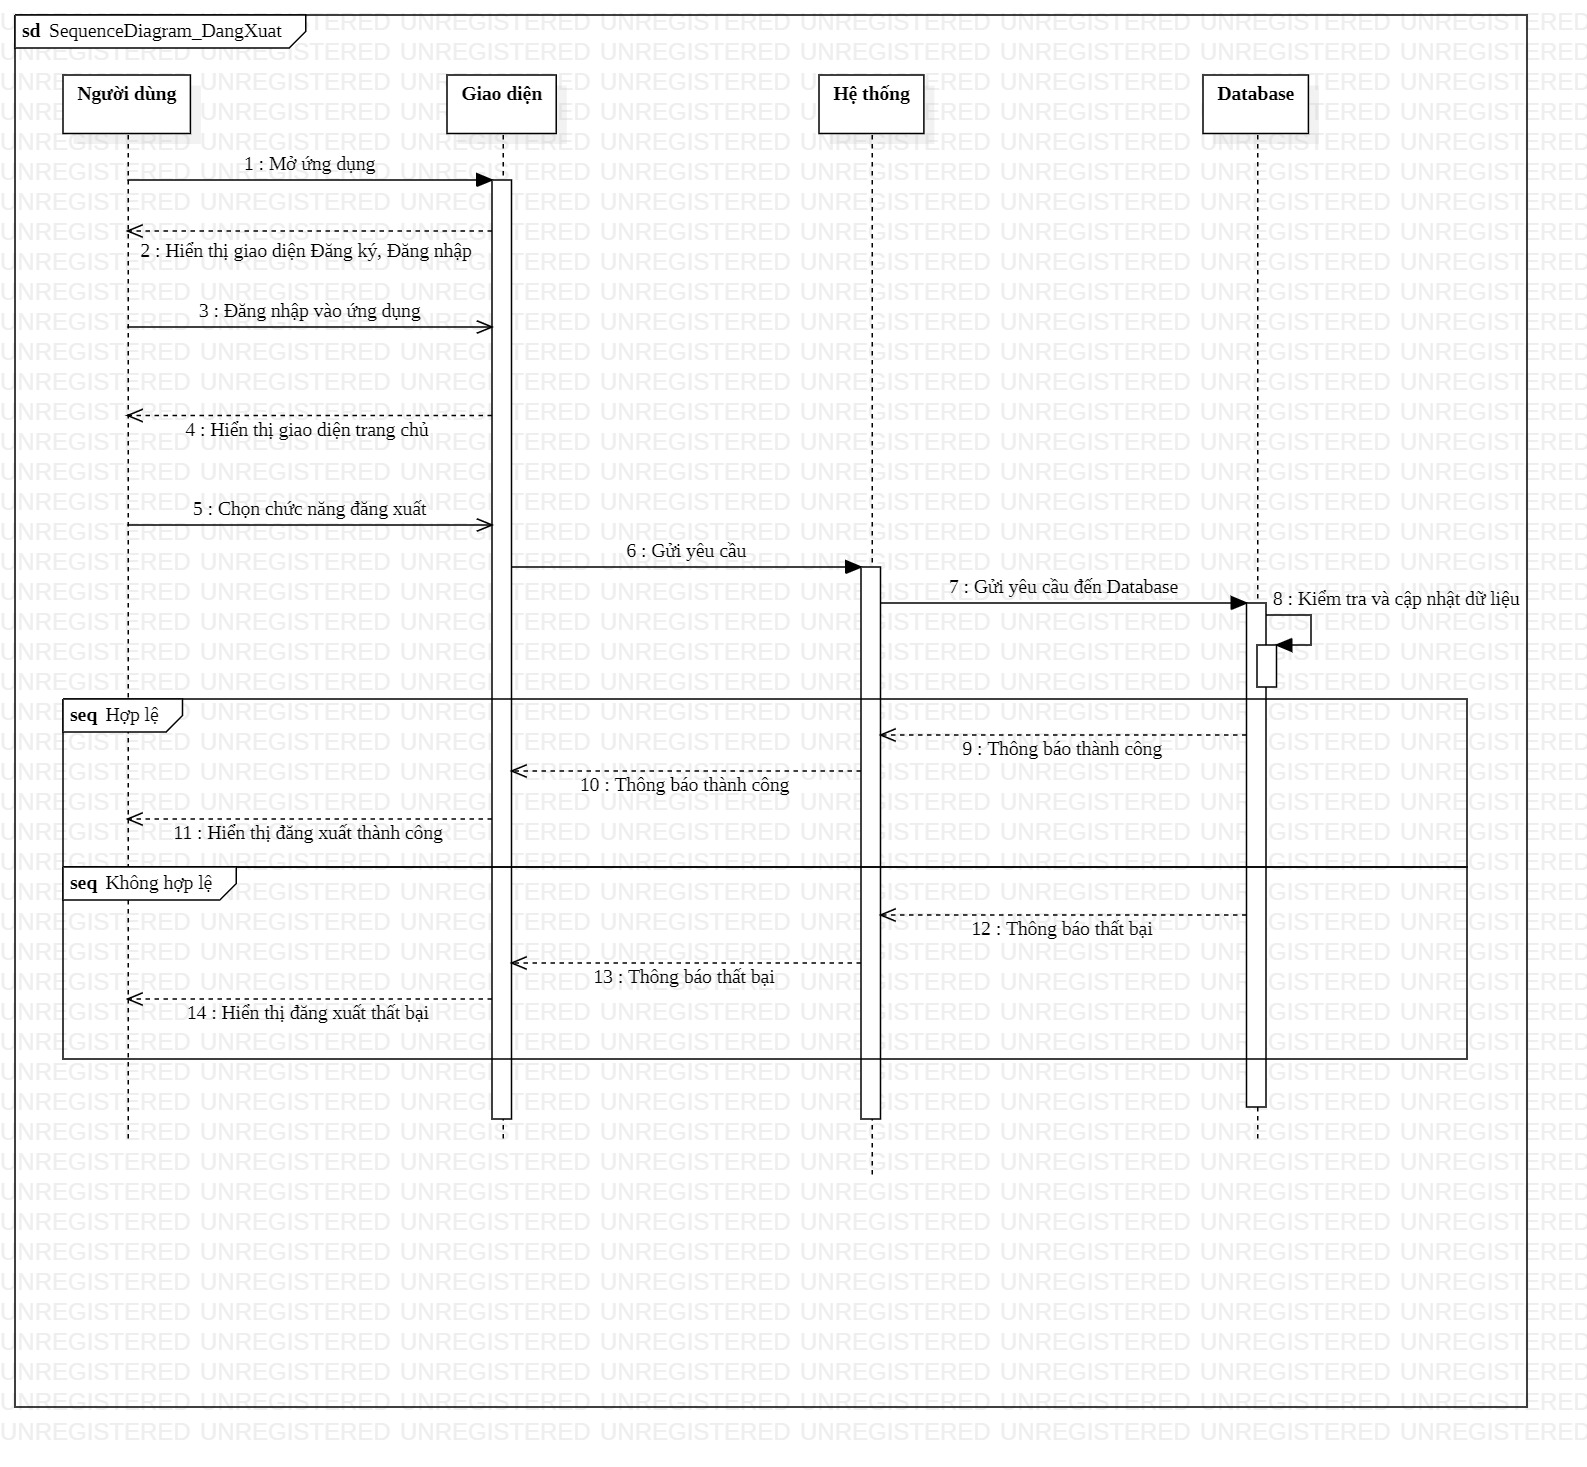 sd SequenceDiagram_DangXuat
Người dùng
Giao diện
Hệ thống
Database
1 : Mở ứng dụng
2 : Hiển thị giao diện Đăng ký, Đăng nhập
3 : Đăng nhập vào ứng dụng
4 : Hiển thị giao diện trang chủ
5 : Chọn chức năng đăng xuất
6 : Gửi yêu cầu
7 : Gửi yêu cầu đến Database
8 : Kiểm tra và cập nhật dữ liệu
seq Hợp lệ
9 : Thông báo thành công
10 : Thông báo thành công
11 : Hiển thị đăng xuất thành công
seq Không hợp lệ
12 : Thông báo thất bại
13 : Thông báo thất bại
14 : Hiển thị đăng xuất thất bại
UNREGISTERED